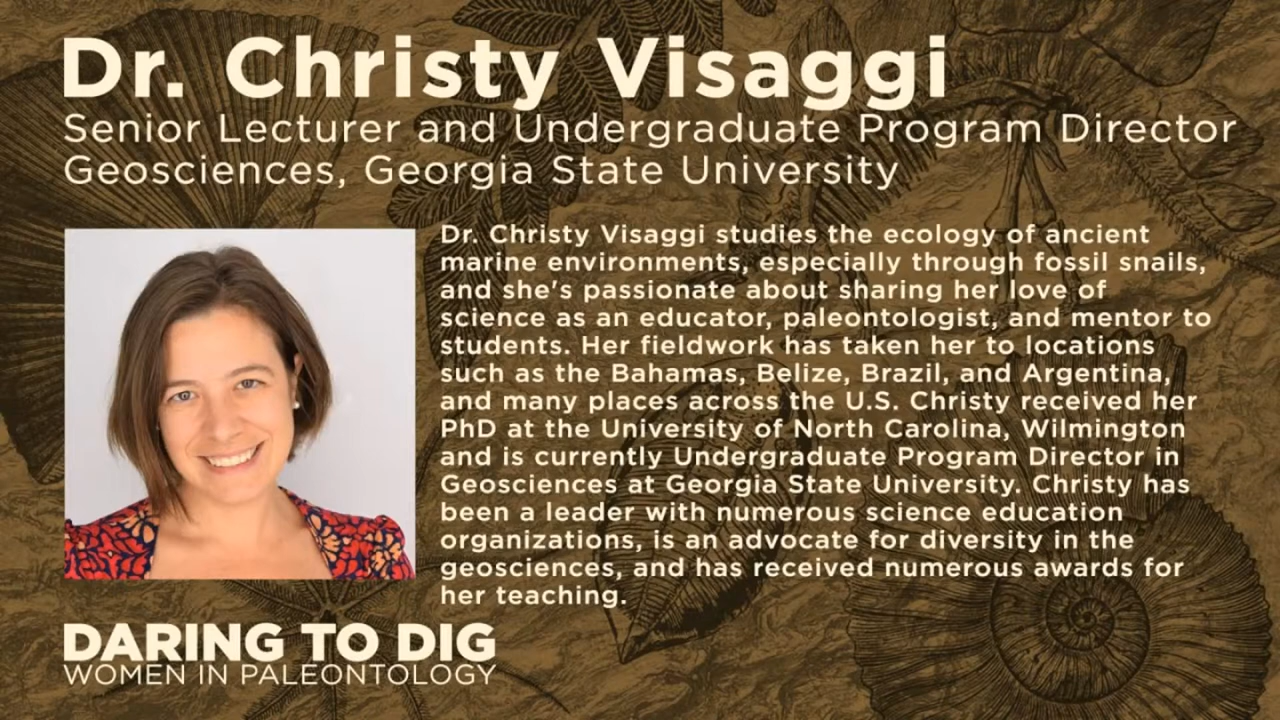 Dr. Christy Visaggi
Senior Lecturer and Undergraduate Program Director
Geosciences, Georgia State University
Dr. Christy Visaggi studies the ecology of ancient
marine environments, especially through fossil snails,
and she's passionate about sharing her love of
science as an educator, paleontologist, and mentor to
students. Her fieldwork has taken her to locations
such as the Bahamas, Belize, Brazil, and Argentina,
and many places across the U.S. Christy received her
PhD at the University of North Carolina, Wilmington
and is currently Undergraduate Program Director in
Geosciences at Georgia State University. Christy has
been a leader with numerous science education
organizations, is an advocate for diversity in the
geosciences, and has received numerous awards for
her teaching.
DARING TO DIG
WOMEN IN PALEONTOLOGY